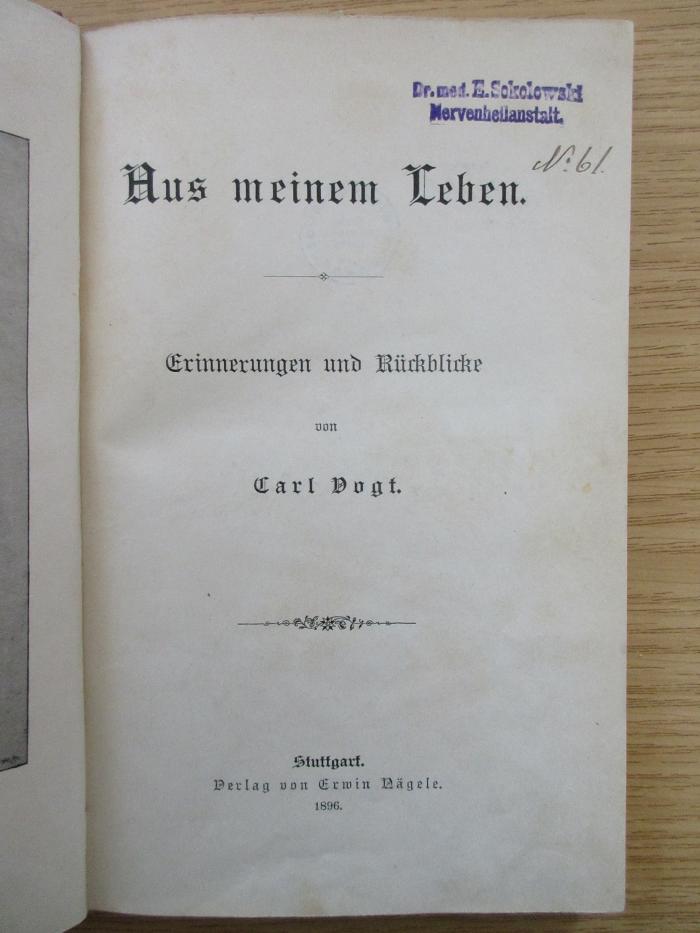 Dr. med. E. Sokolowski
Nervenheilanstalt.
No. 61.
Aus meinem Leben.
Erinnerungen und Rückblicke
von
Carl Vogt.
Stuttgart.
Verlag von Erwin Nägele.
1896.